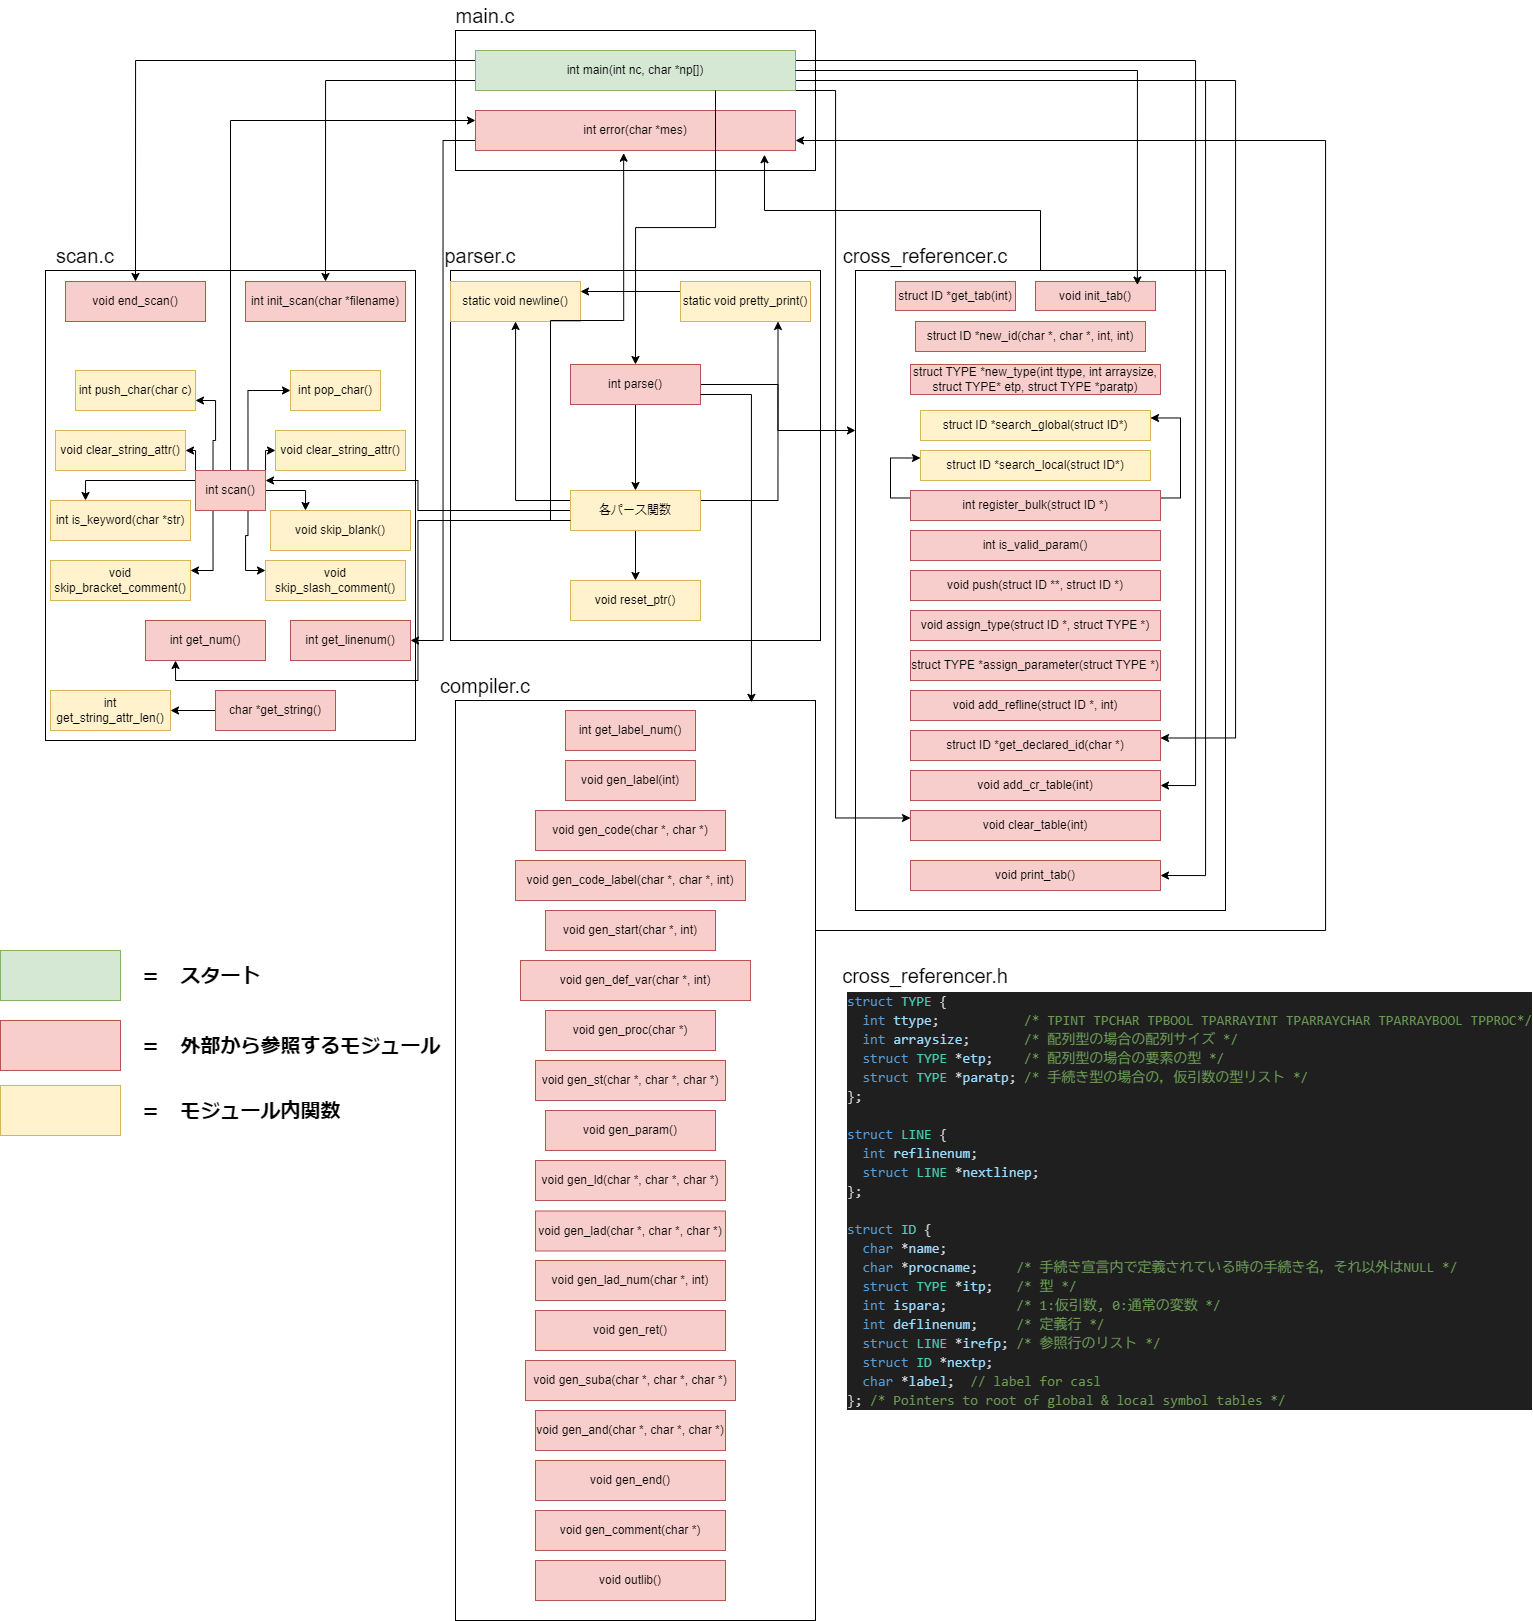 main.c
int main(int nc, char *np[])
int error(char *mes)
scan.c
void end_scan()
int init_scan(char *filename)
int push_char(char c)
int pop_char()
void clear_string_attr()
void clear_string_attr()
int scan()
int is_keyword(char *str)
void skip_blank()
void
skip_bracket_comment()
void
skip_slash_comment()
int get_num()
int get_linenum()
int
get_string_attr_len()
char *get_string()
parser.c
static void newline()
static void pretty_print()
int parse()
各パース関数
void reset_ptr()
cross_referencer.c
struct ID *get_tab(int)
void init_tab()
struct ID *new_id(char *, char *, int, int)
struct TYPE *new_type(int ttype, int arraysize,
struct TYPE* etp, struct TYPE *paratp)
struct ID *search_global(struct ID*)
struct ID *search_local(struct ID*)
int register_bulk(struct ID *)
int is_valid_param()
void push(struct ID **, struct ID *)
void assign_type(struct ID *, struct TYPE *)
struct TYPE *assign_parameter(struct TYPE *)
void add_refline(struct ID *, int)
struct ID *get_declared_id(char *)
void add_cr_table(int)
void clear_table(int)
void print_tab()
compiler.c
int get_label_num()
void gen_label(int)
void gen_code(char *, char *)
void gen_code_label(char *, char *, int)
void gen_start(char *, int)
void gen_def_var(char *, int)
void gen_proc(char *)
void gen_st(char *, char *, char *)
void gen_param()
void gen_ld(char *, char *, char *)
void gen_lad(char *, char *, char *)
void gen_lad_num(char *, int)
void gen_ret()
void gen_suba(char *, char *, char *)
void gen_and(char *, char *, char *)
void gen_end()
void gen_comment(char *)
void outlib()
= スタート
= 外部から参照するモジュール
= モジュール内関数
cross_referencer.h
struct TYPE {
int ttype; /* TPINT TPCHAR TPBOOL TPARRAYINT TPARRAYCHAR TPARRAYBOOL TPPROC*/
int arraysize; /* 配列型の場合の配列サイズ */
struct TYPE *etp; /* 配列型の場合の要素の型 */
struct TYPE *paratp; /* 手続き型の場合の，仮引数の型リスト */
};
struct LINE {
int reflinenum;
struct LINE *nextlinep;
};
struct ID {
char *name;
char *procname; /* 手続き宣言内で定義されている時の手続き名，それ以外はNULL */
struct TYPE *itp; /* 型 */
int ispara; /* 1:仮引数, 0:通常の変数 */
int deflinenum; /* 定義行 */
struct LINE *irefp; /* 参照行のリスト */
struct ID *nextp;
char *label; // label for casl
}; /* Pointers to root of global & local symbol tables */